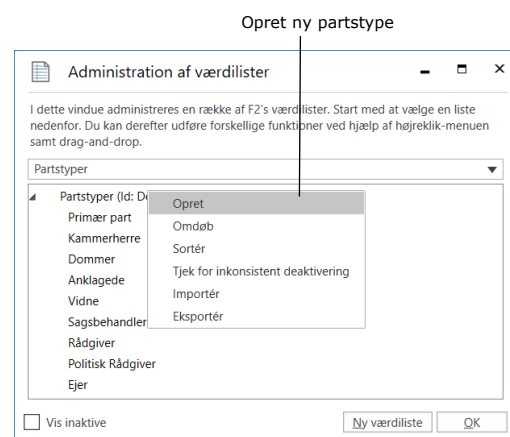 Opret ny partstype
Administration af værdilister
I dette vindue administreres en række af F2's værdilister. Start med at vælge en liste
nedenfor. Du kan derefter udføre forskellige funktioner ved hjælp af højreklik-menuen
samt drag-and-drop.
Partstyper
Partstyper (Id:
Primær part
Kammerherre
Dommer
Anklagede
Vidne
Sagsbehandler
Rådgiver
Politisk Rådgiver
Ejer
Opret
Omdøb
Sortér
Tjek for inkonsistent deaktivering
Importér
Eksportér
Vis inaktive
Ny værdiliste
OK